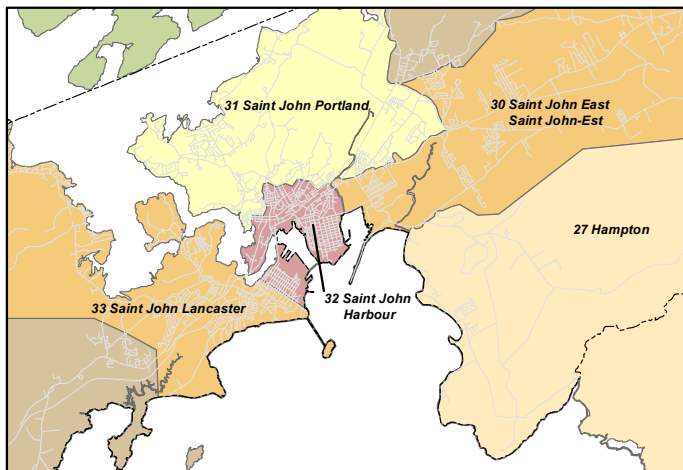 31 Saint John Portland
30 Saint John East
Saint John-Est
27 Hampton
33 Saint John Lancaster
32 Saint John
Harbour